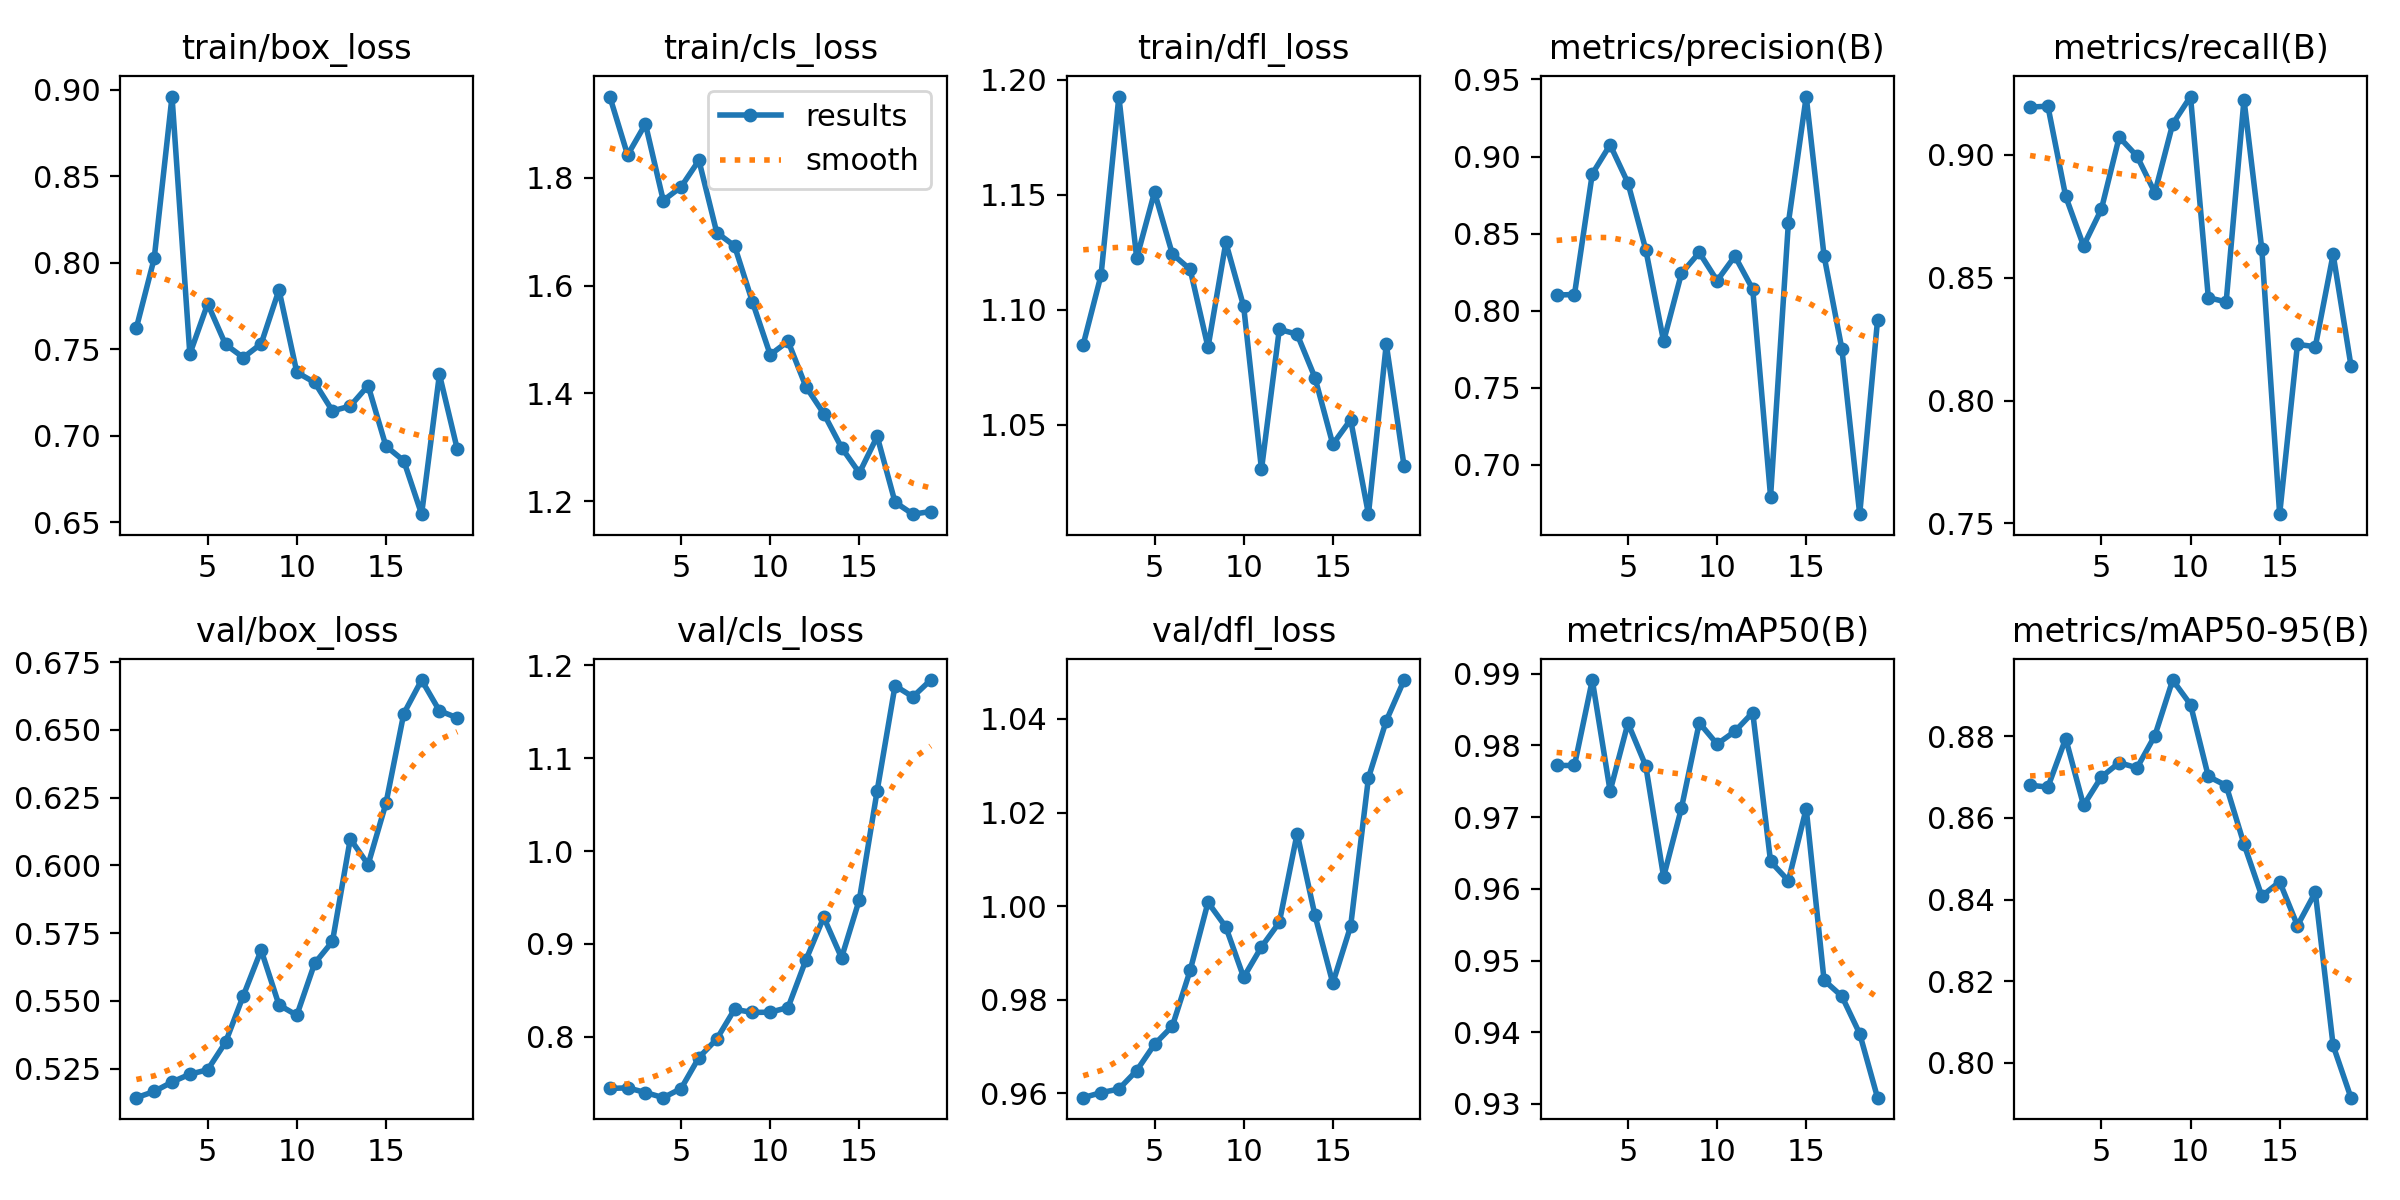 train/box_loss
0.90
0.85
0.80
0.75
0.70
0.65
5 10 15
train/cls_loss
results
smooth
1.8
1.6
1.4
1.2
5 10 15
train/dfl_loss
1.20
1.15
1.10
1.05
5 10 15
metrics/precision(B)
0.95
0.90
0.85
0.80
0.75
0.70
5 10 15
metrics/recall(B)
0.90
0.85
0.80
0.75
5 10 15
val/box_loss
0.675
0.650
0.625
0.600
0.575
0.550
0.525
5 10 15
val/cls_loss
1.2
1.1
1.0
0.9
0.8
5 10 15
val/dfl_loss
1.04
1.02
1.00
0.98
0.96
5 10 15
metrics/mAP50(B)
0.99
0.98
0.97
0.96
0.95
0.94
0.93
5 10 15
metrics/mAP50-95(B)
0.88
0.86
0.84
0.82
0.80
5 10 15